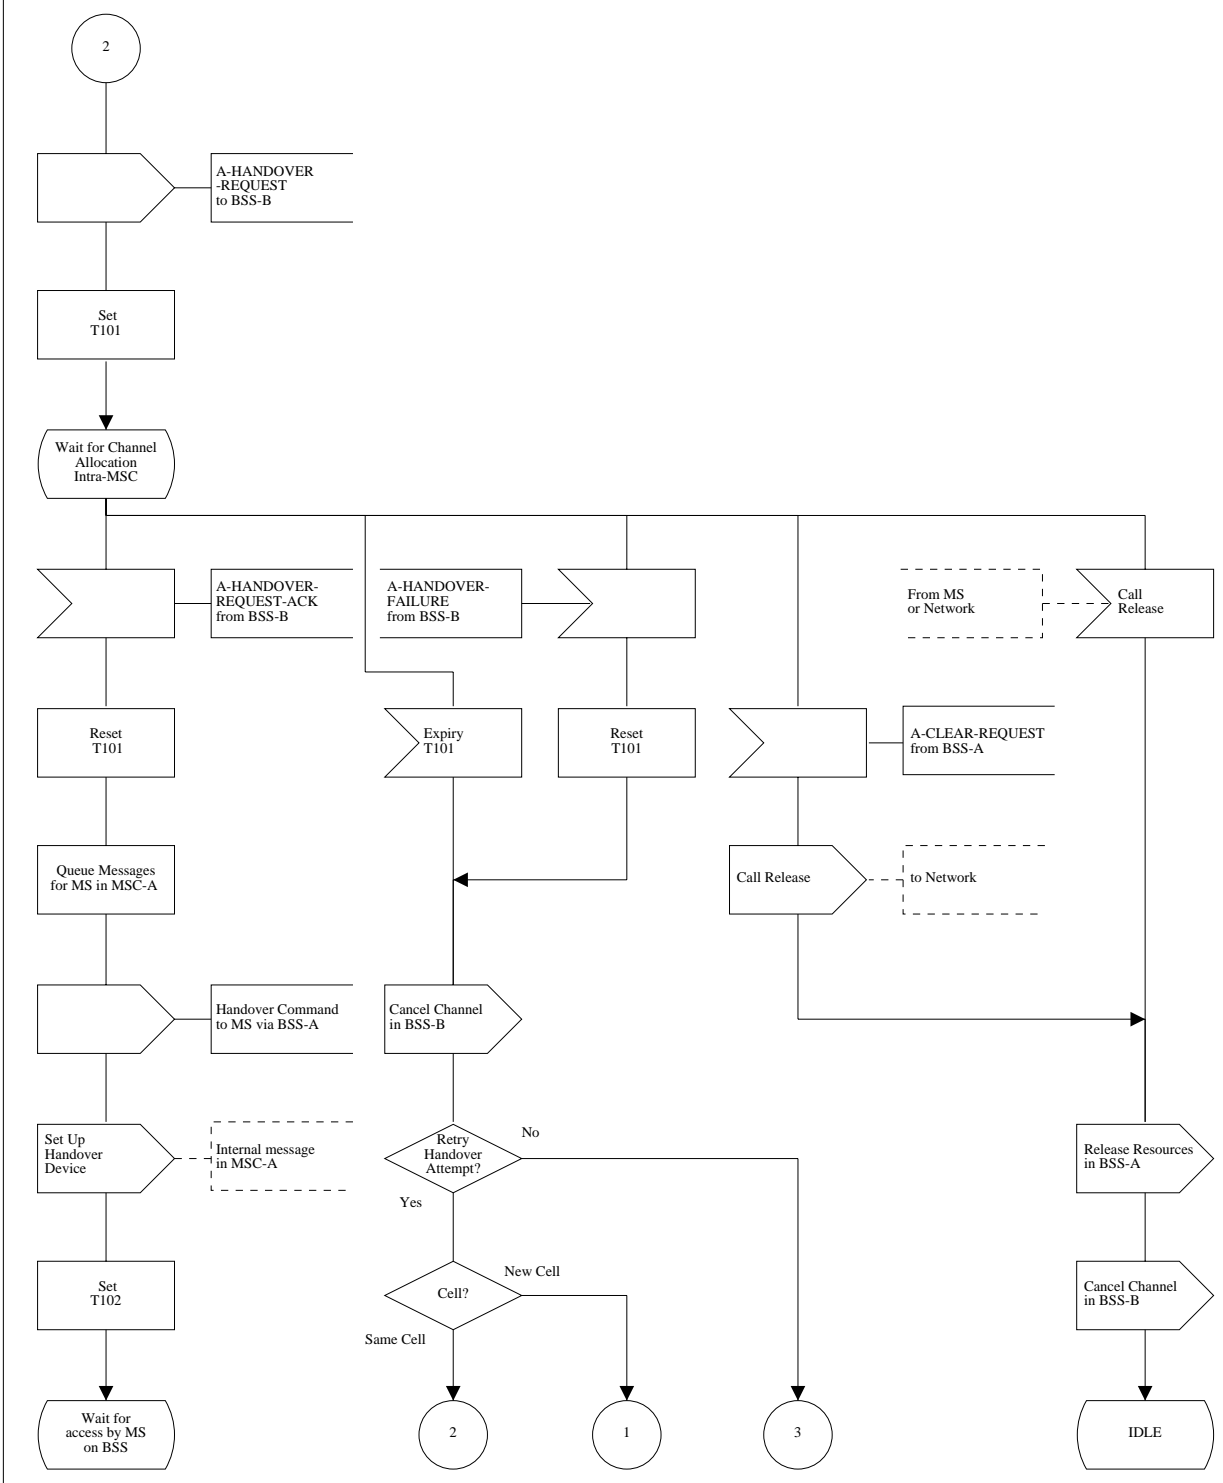 2
A-HANDOVER
-REQUEST
to BSS-B
Set
T101
Wait for Channel
Allocation
Intra-MSC
A-HANDOVER-
REQUEST-ACK
from BSS-B
A-HANDOVER-
FAILURE
from BSS-B
From MS
or Network
Call
Release
Reset
T101
Expiry
T101
Reset
T101
A-CLEAR-REQUEST
from BSS-A
Queue Messages
for MS in MSC-A
Call Release
to Network
Handover Command
to MS via BSS-A
Cancel Channel
in BSS-B
Set Up
Handover
Device
Internal message
in MSC-A
Retry
Handover
Attempt?
No
Yes
Release Resources
in BSS-A
Set
T102
Cell?
New Cell
Same Cell
Cancel Channel
in BSS-B
Wait for
access by MS
on BSS
2
1
3
IDLE